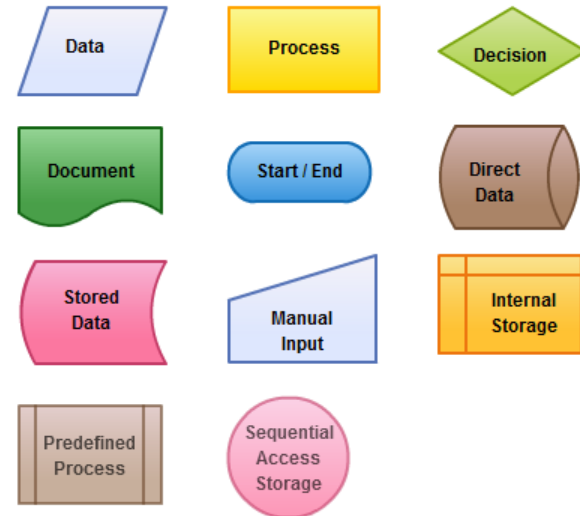 Data
Process
Decision
Document
Start / End
Direct
Data
Stored
Data
Manual
Input
Internal
Storage
Predefined
Process
Sequential
Access
Storage